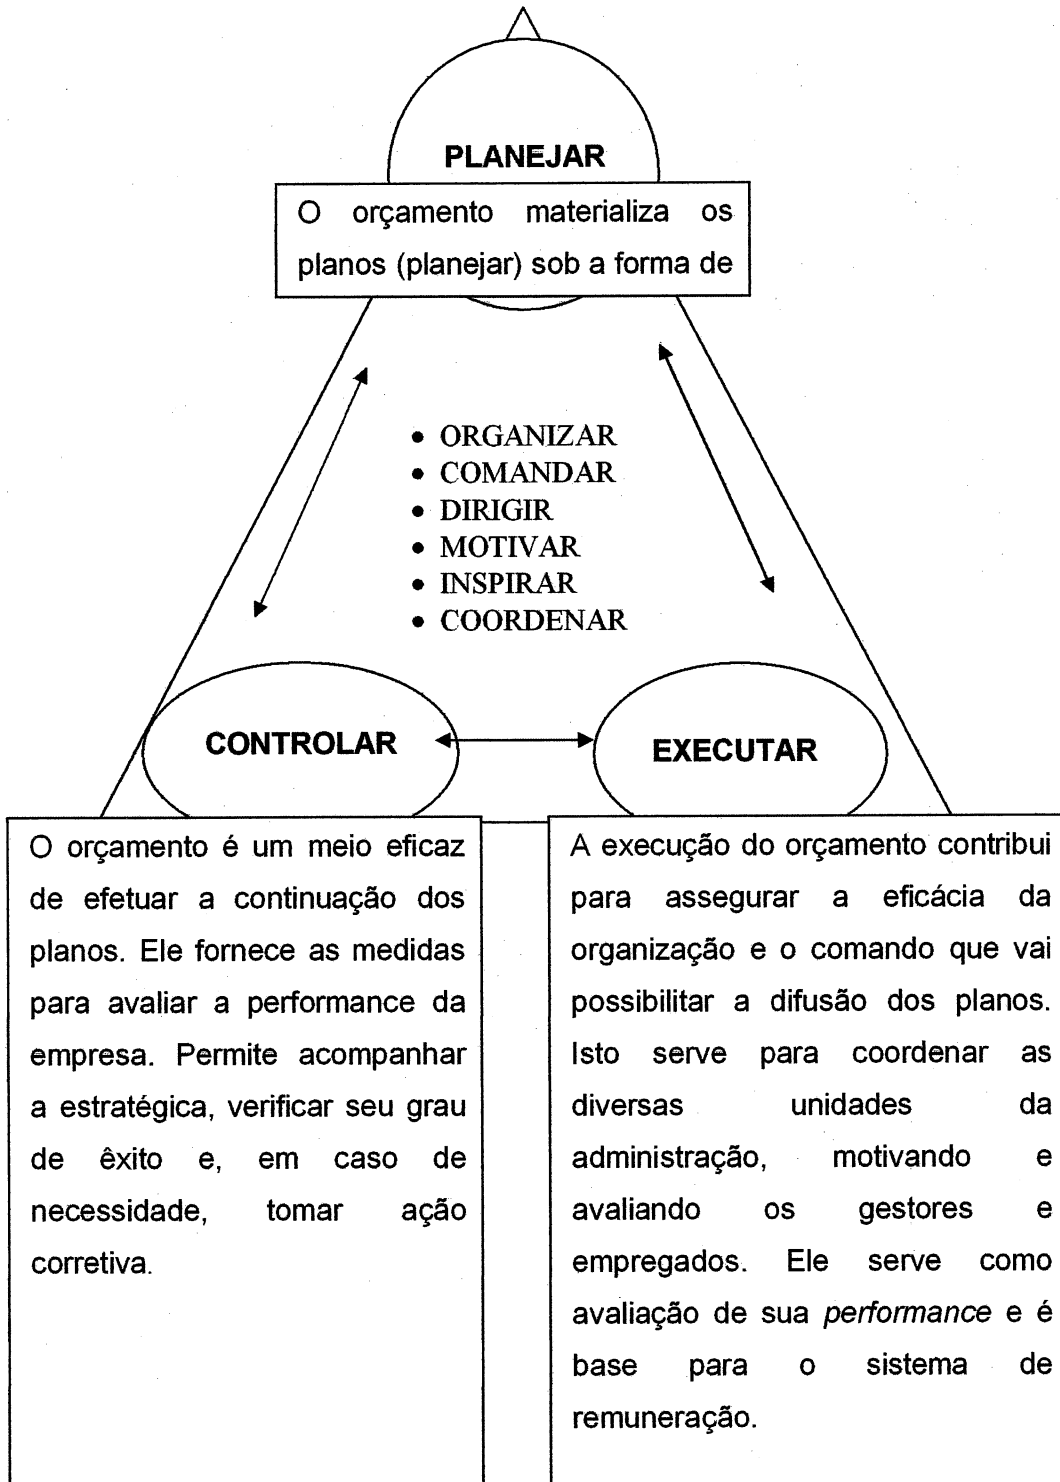 PLANEJAR
O orçamento materializa os
planos (planejar) sob a forma de
• ORGANIZAR
• COMANDAR
• DIRIGIR
• MOTIVAR
• INSPIRAR
• COORDENAR
CONTROLAR
EXECUTAR
O orçamento é um meio eficaz
de efetuar a continuação dos
planos. Ele fornece as medidas
para avaliar a performance da
empresa. Permite acompanhar
a estratégica, verificar seu grau
de êxito e, em caso de
necessidade, tomar ação
corretiva.
A execução do orçamento contribui
para assegurar a eficácia da
organização e o comando que vai
possibilitar a difusão dos planos.
Isto serve para coordenar as
diversas unidades da
administração, motivando e
avaliando os gestores e
empregados. Ele serve como
avaliação de sua performance e é
base para o sistema de
remuneração.